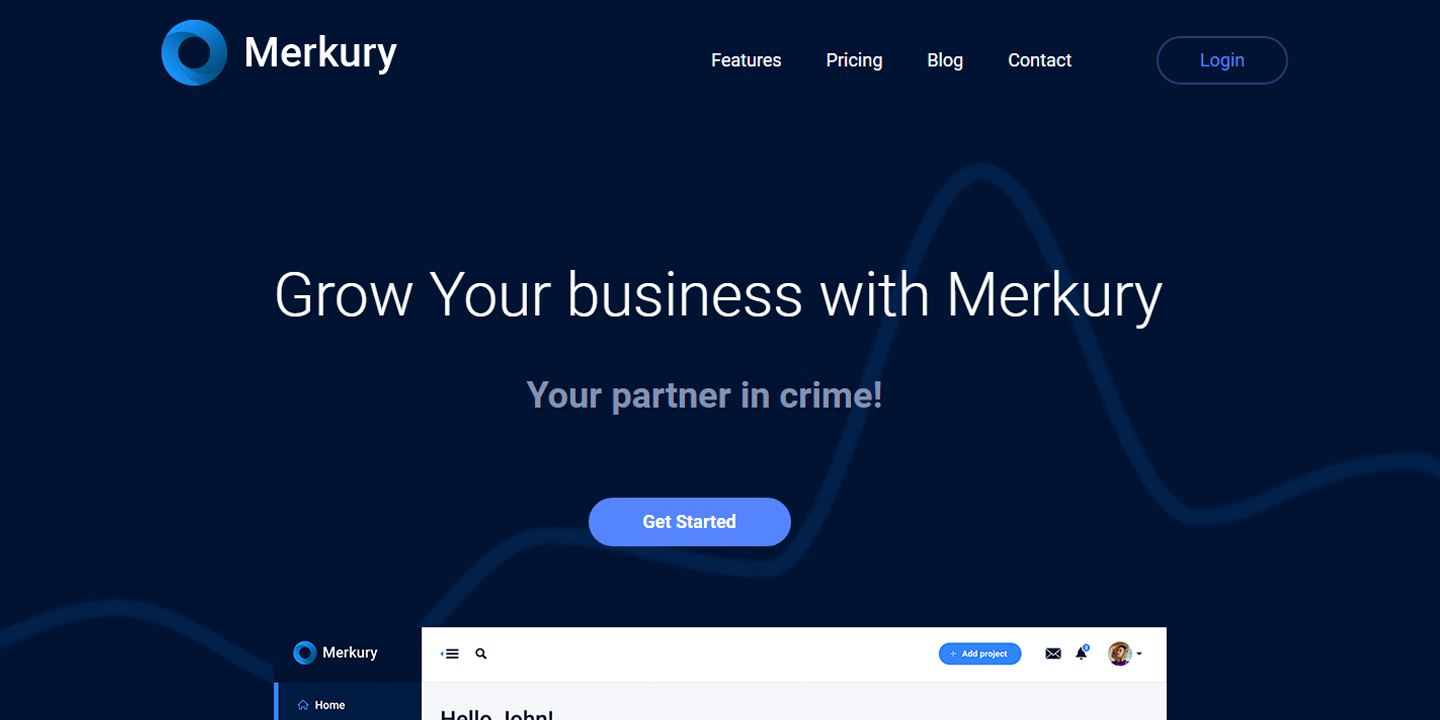 Merkury
Features Pricing Blog Contact Login
Grow Your business with Merkury
Your partner in crime!
Get Started
Merkury
+ Add project
Home
Hello, John!